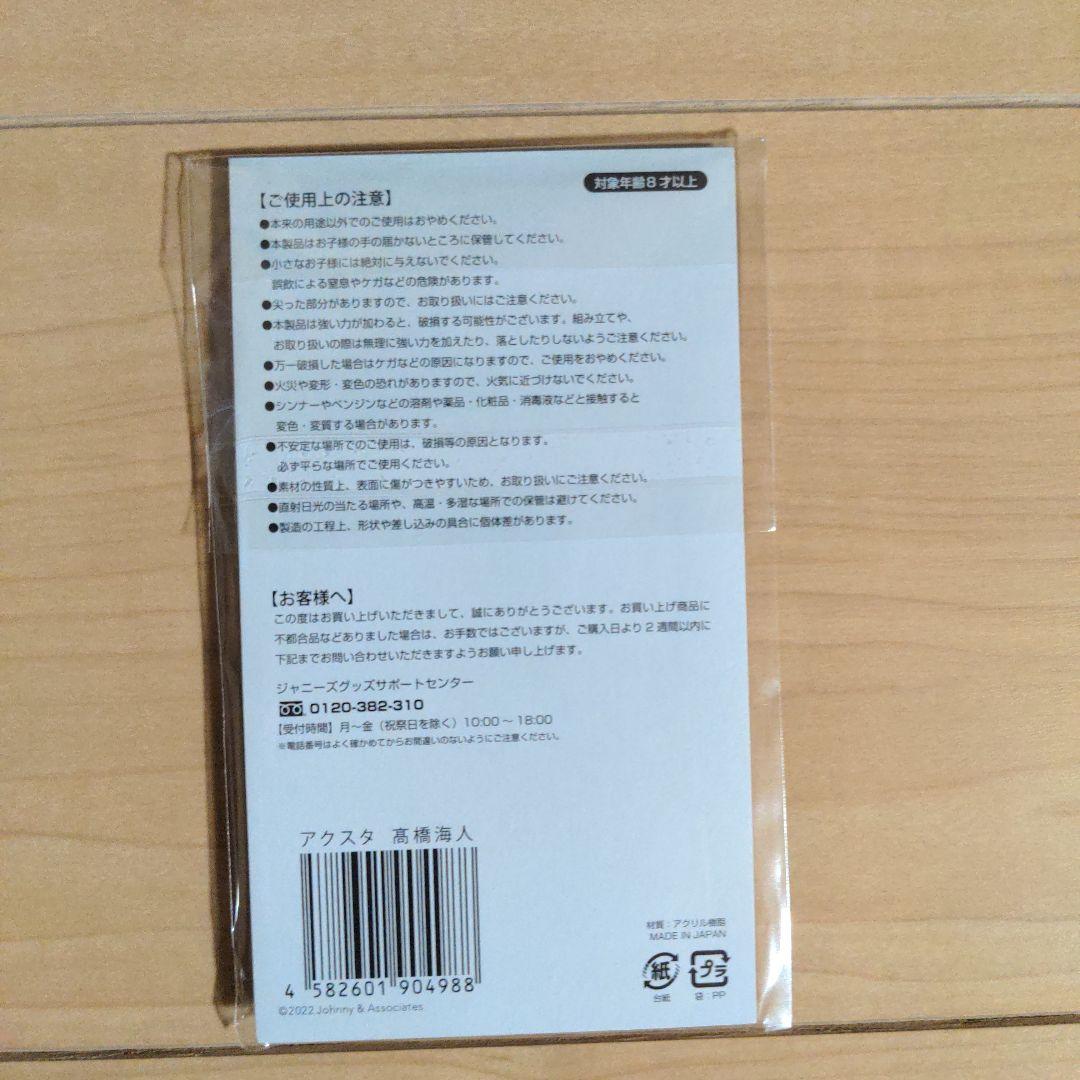 対象年齢8才以上
【ご使用上の注意】
●本来の用途以外でのご使用はおやめください。
●本製品はお子様の手の届かないところに保管してください。
●小さなお子様には絶対に与えないでください。
誤飲による窒息やケガなどの危険があります。
●尖った部分がありますので、お取り扱いにはご注意ください。
●本製品は強い力が加わると、破損する可能性がございます。組み立てや、
お取り扱いの際は無理に強い力を加えたり、落としたりしないようご注意ください。
●万一破損した場合はケガなどの原因になりますので、ご使用をおやめください。
●火災や変形・変色の恐れがありますので、火気に近づけないでください。
●シンナーやベンジンなどの溶剤や薬品・化粧品・消毒液などと接触すると
変色・変質する場合があります。
●不安定な場所でのご使用は、破損等の原因となります。
必ず平らな場所でご使用ください。
●素材の性質上、表面に傷がつきやすいため、お取り扱いにご注意ください。
●直射日光の当たる場所や、高温・多湿な場所での保管は避けてください。
●製造の工程上、形状や差し込みの具合に個体差があります。
【お客様へ】
この度はお買い上げいただきまして、誠にありがとうございます。お買い上げ商品に
不都合品などありました場合は、お手数ではございますが、ご購入日より2週間以内に
下記までお問い合わせいただきますようお願い申し上げます。
ジャニーズグッズサポートセンター
0120-382-310
【受付時間】月〜金（祝祭日を除く）10:00〜18:00
※電話番号はよく確かめてからお間違いのないようにご注意ください。
アクスタ 髙橋海人
4 582601 904988
©2022 Johnny & Associates
材質：アクリル樹脂
MADE IN JAPAN
紙
台紙
プラ
袋：PP